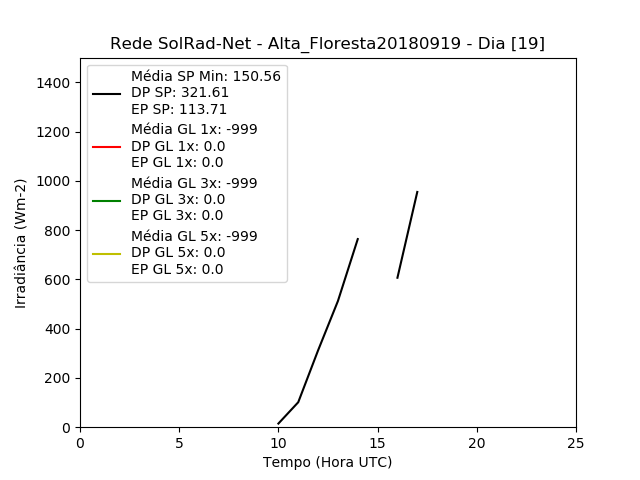 Rede SolRad-Net - Alta_Floresta20180919 - Dia [19]
Média SP Min: 150.56
DP SP: 321.61
EP SP: 113.71
Média GL 1x: -999
DP GL 1x: 0.0
EP GL 1x: 0.0
Média GL 3x: -999
DP GL 3x: 0.0
EP GL 3x: 0.0
Média GL 5x: -999
DP GL 5x: 0.0
EP GL 5x: 0.0
Irradiância (Wm-2)
1400
1200
1000
800
600
400
200
0
0 5 10 15 20 25
Tempo (Hora UTC)